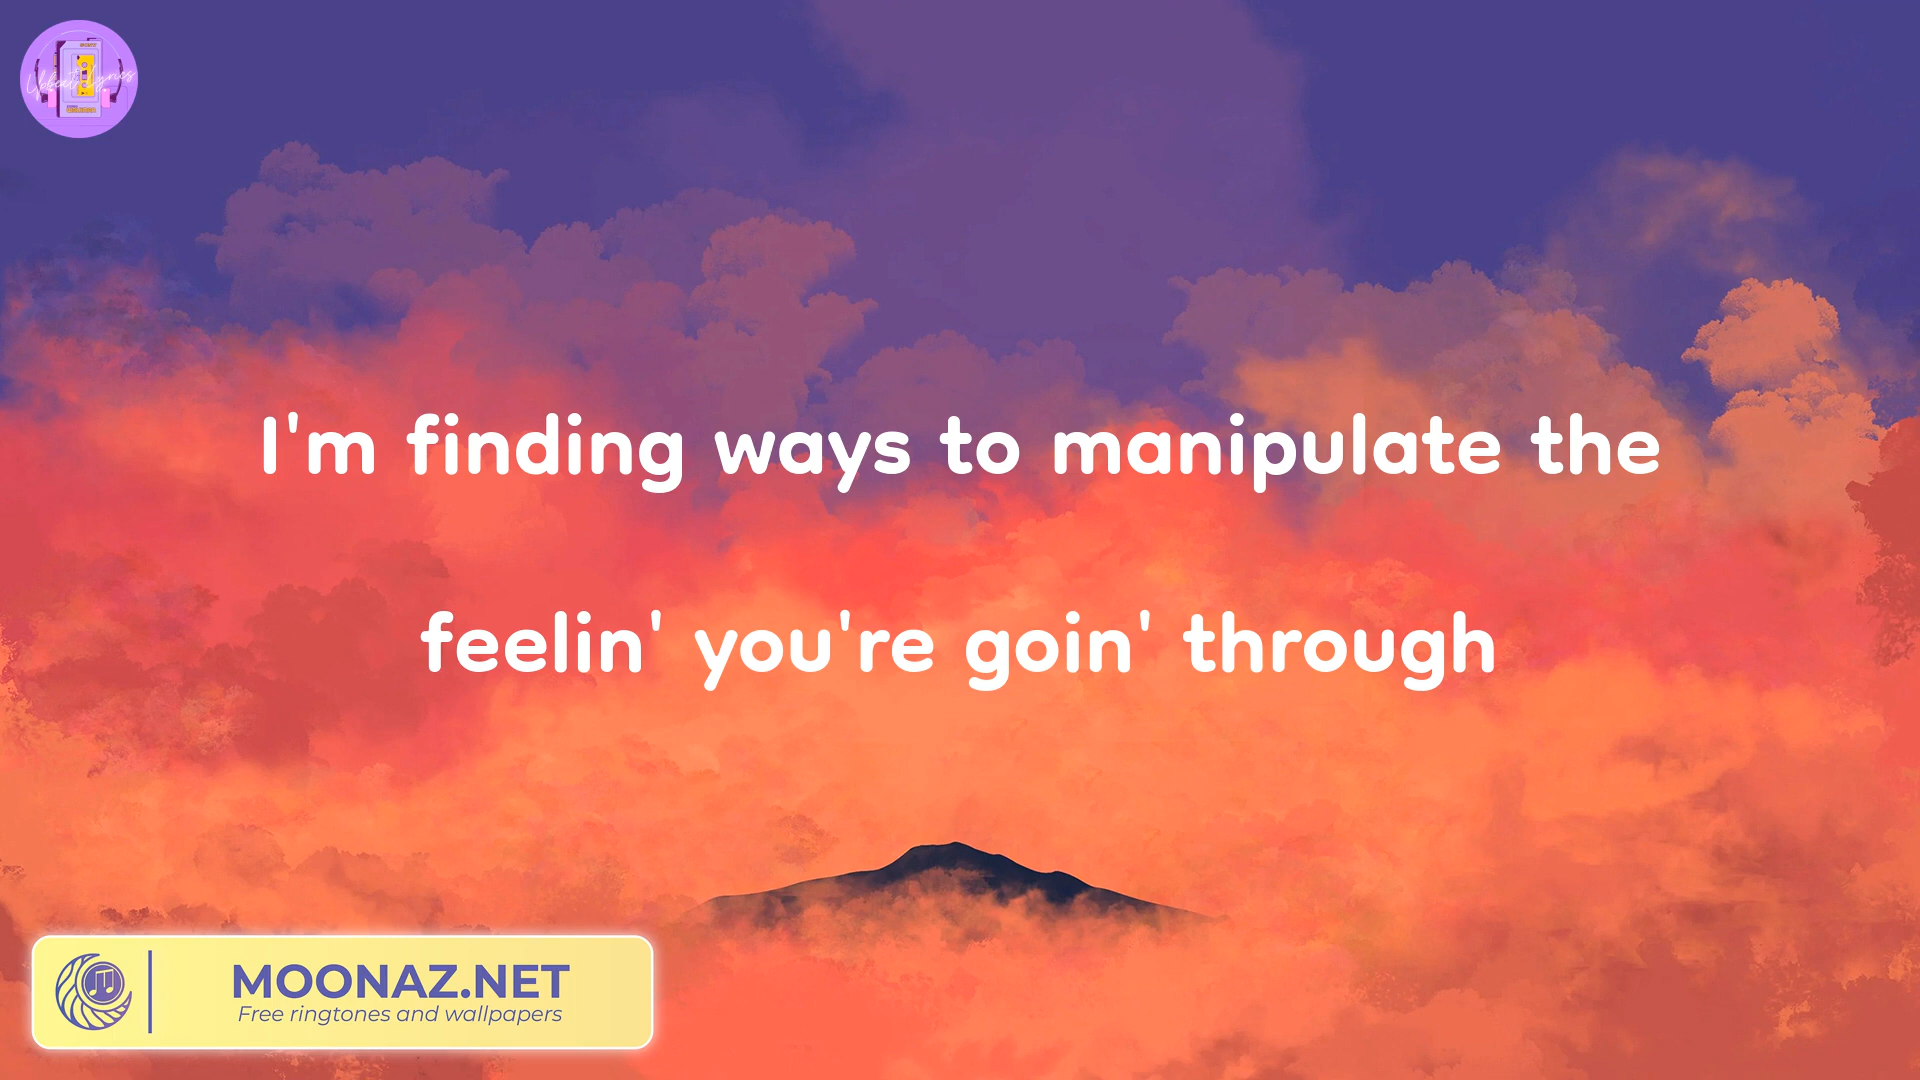 I'm finding ways to manipulate the
feelin' you're goin' through
MOONAZ.NET
Free ringtones and wallpapers